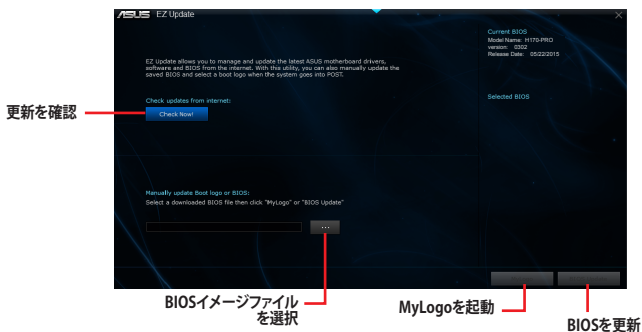 ASUS EZ Update
Current BIOS
Model Name: H170-PRO
version: 0302
Release Date: 05/22/2015
EZ Update allows you to manage and update the latest ASUS motherboard drivers,
software and BIOS from the internet. With this utility, you can also manually update the
saved BIOS and select a boot logo when the system goes into POST.
Check updates from internet:
Selected BIOS
更新を確認
Check Now!
Manually update Boot logo or BIOS:
Select a downloaded BIOS file then click "MyLogo" or "BIOS Update"
...
BIOSイメージファイル
を選択
MyLogoを起動
BIOSを更新